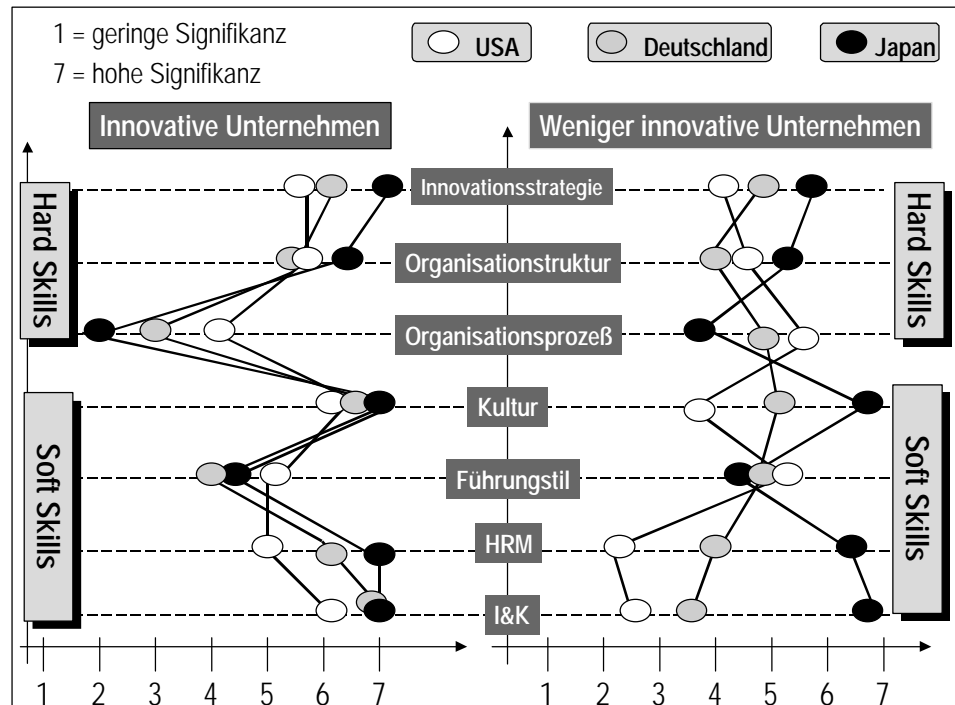 1 = geringe Signifikanz
7 = hohe Signifikanz
USA
Deutschland
Japan
Innovative Unternehmen
Weniger innovative Unternehmen
Hard Skills
Soft Skills
Innovationsstrategie
Organisationstruktur
Organisationsprozeß
Kultur
Führungstil
HRM
I&K
Hard Skills
Soft Skills
1 2 3 4 5 6 7
1 2 3 4 5 6 7